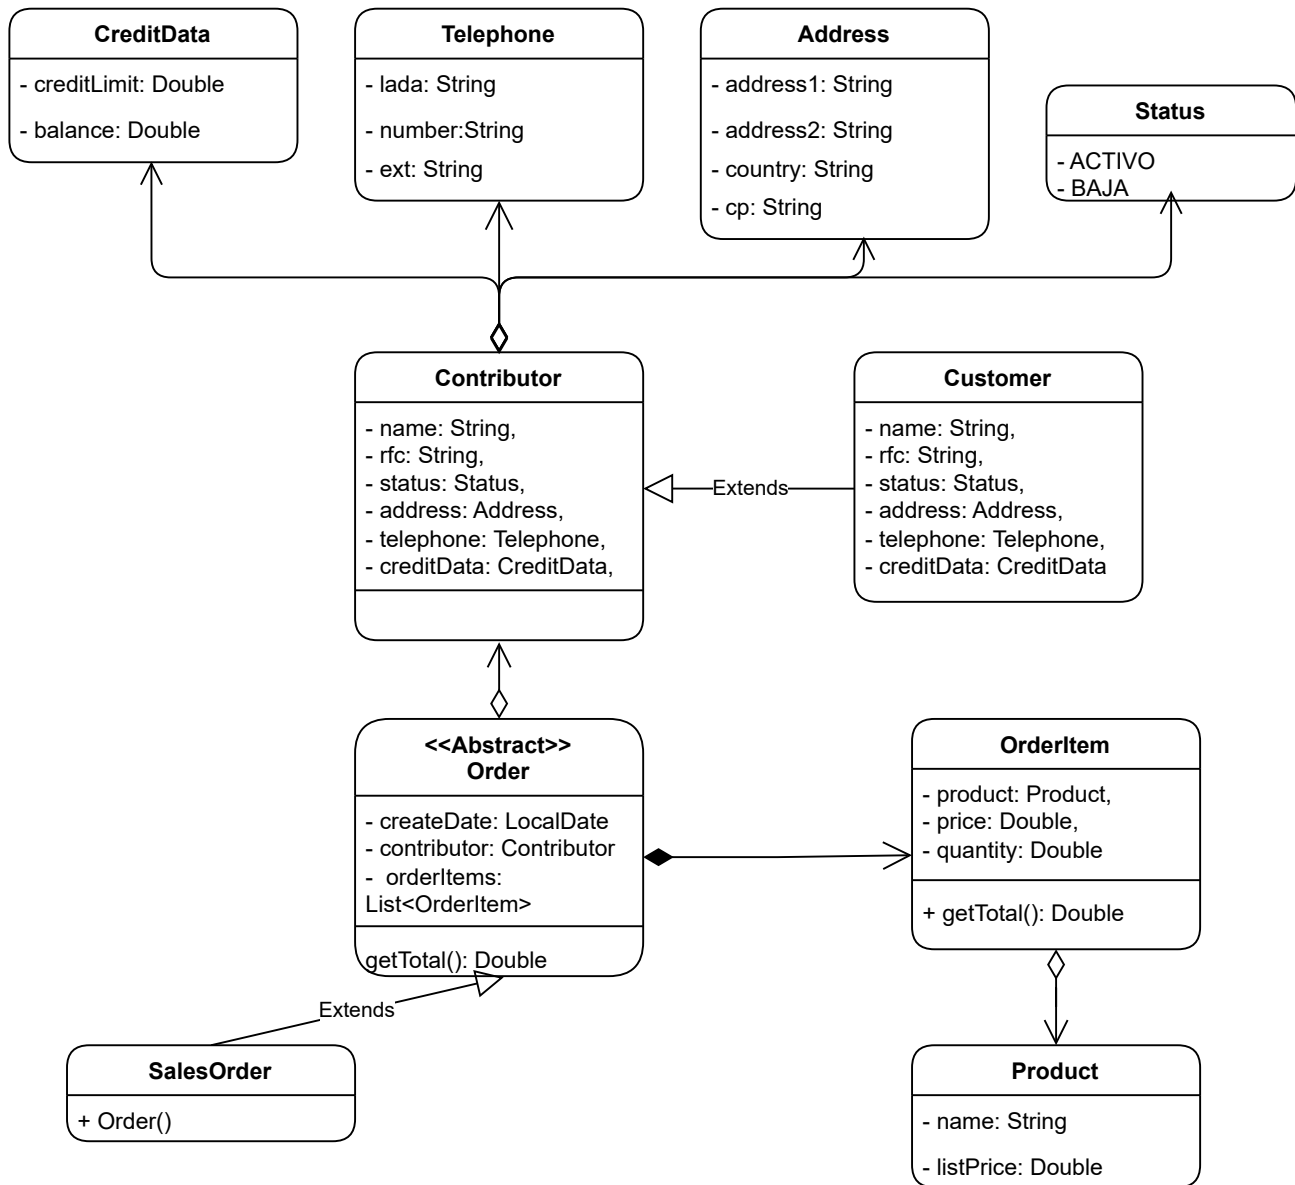 CreditData
- creditLimit: Double
- balance: Double
Telephone
- lada: String
- number:String
- ext: String
Address
- address1: String
- address2: String
- country: String
- cp: String
Status
- ACTIVO
- BAJA
Contributor
- name: String,
- rfc: String,
- status: Status,
- address: Address,
- telephone: Telephone,
- creditData: CreditData,
Extends
Customer
- name: String,
- rfc: String,
- status: Status,
- address: Address,
- telephone: Telephone,
- creditData: CreditData
<<Abstract>>
Order
- createDate: LocalDate
- contributor: Contributor
- orderItems:
List<OrderItem>
getTotal(): Double
OrderItem
- product: Product,
- price: Double,
- quantity: Double
+ getTotal(): Double
Extends
SalesOrder
+ Order()
Product
- name: String
- listPrice: Double